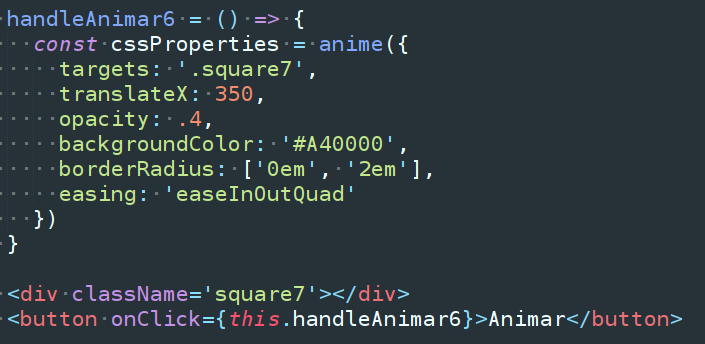 handleAnimar6 = () => {
  const cssProperties = anime({
    targets: '.square7',
    translateX: 350,
    opacity: .4,
    backgroundColor: '#A40000',
    borderRadius: ['0em', '2em'],
    easing: 'easeInOutQuad'
  })
}

<div className='square7'></div>
<button onClick={this.handleAnimar6}>Animar</button>